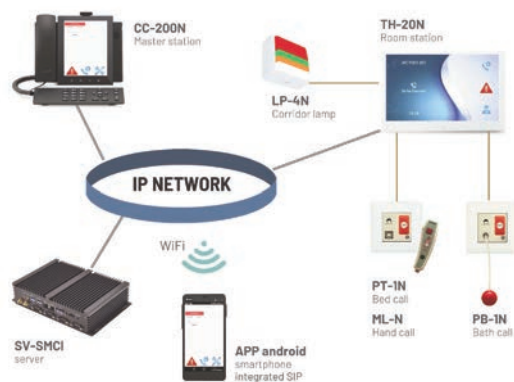 CC-200N
Master station
TH-20N
Room station
LP-4N
Corridor lamp
IP NETWORK
WiFi
PT-1N
Bed call
ML-N
Hand call
PB-1N
Bath call
SV-SMCI
server
APP android
smartphone
integrated SIP